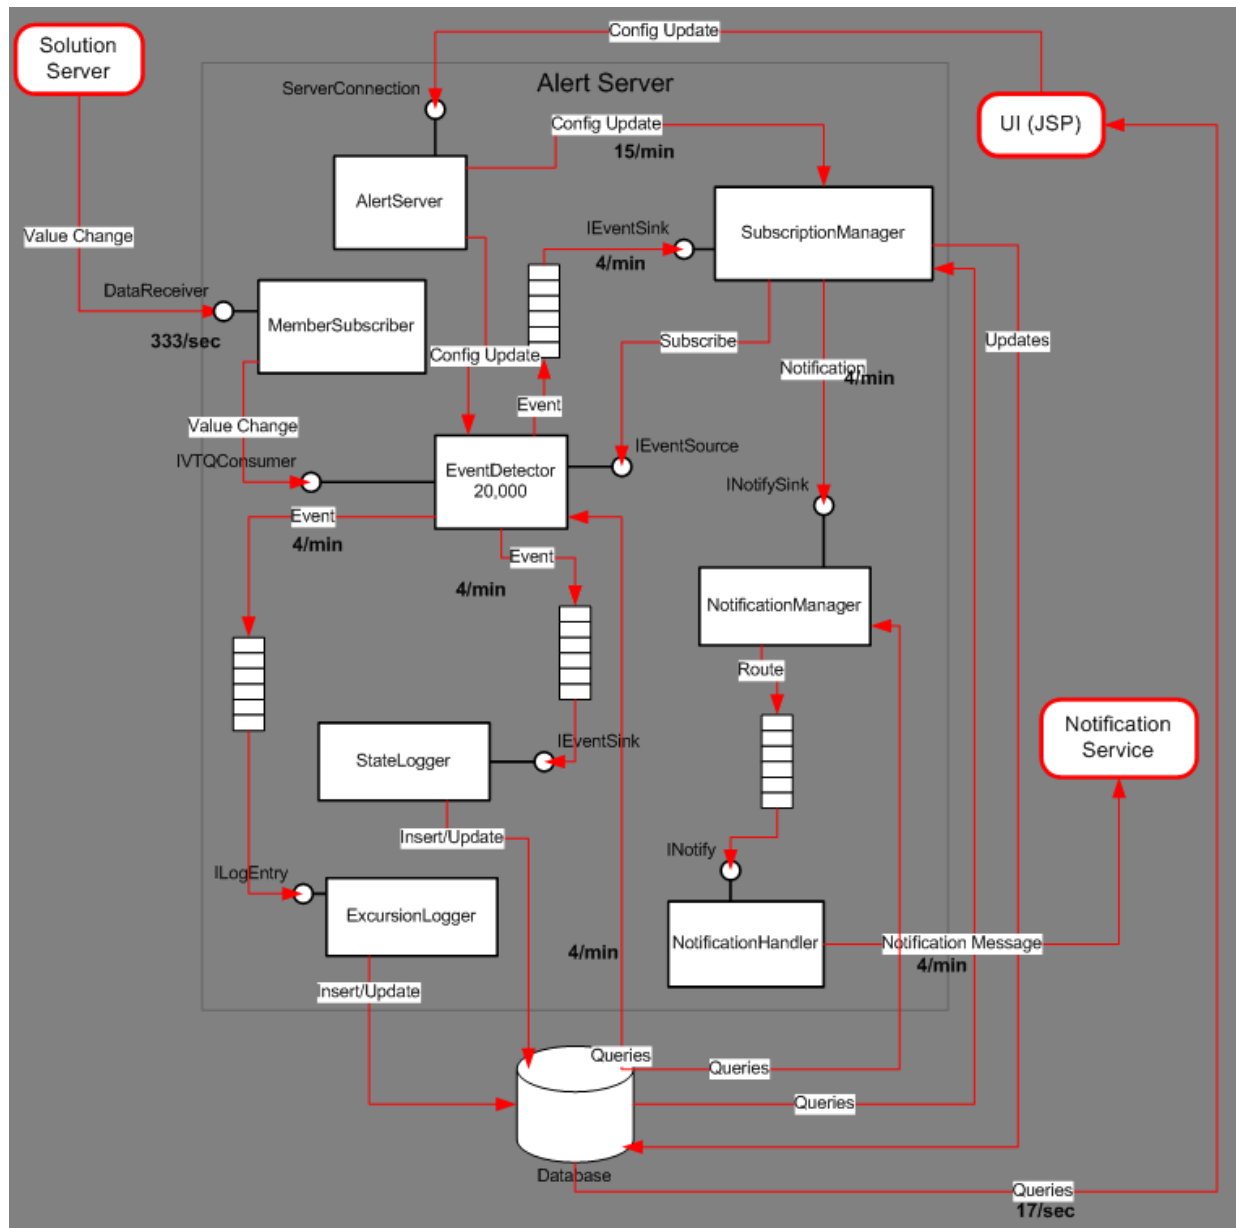 Config Update
Solution
Server
Alert Server
ServerConnection
UI (JSP)
Config Update
15/min
AlertServer
IEventSink
SubscriptionManager
Value Change
4/min
DataReceiver
MemberSubscriber
333/sec
Subscribe
Updates
Config Update
Notification
4/min
Event
Value Change
IEventSource
IVTQConsumer
EventDetector
20,000
INotifySink
Event
4/min
Event
4/min
NotificationManager
Route
Notification
Service
IEventSink
StateLogger
Insert/Update
INotify
ILogEntry
ExcursionLogger
NotificationHandler
Notification Message
4/min
4/min
Insert/Update
Queries
Queries
Queries
Database
Queries
17/sec